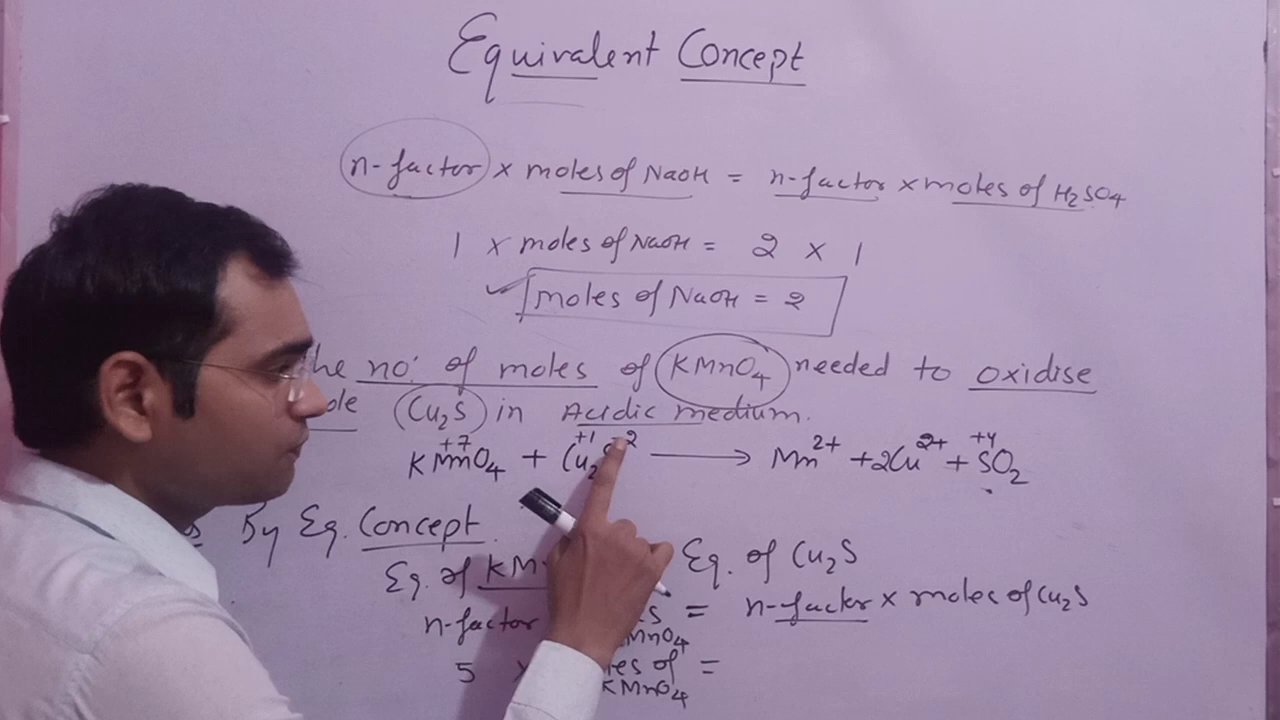 Equivalent Concept
n-factor × moles of NaOH = n-factor × moles of H₂SO₄
1 × moles of NaOH = 2 × 1
✓ moles of NaOH = 2
he no. of moles of KMnO₄ needed to oxidise
ole Cu₂S in Acidic medium.
+7 +1 -2 2+ 2+ +4
KMnO₄ + Cu₂ → Mn + 2Cu + SO₂
By Eq. Concept.
Eq. of KM Eq. of Cu₂S
n-factor = n-factor × moles of Cu₂S
MnO₄
5 of =
KMnO₄